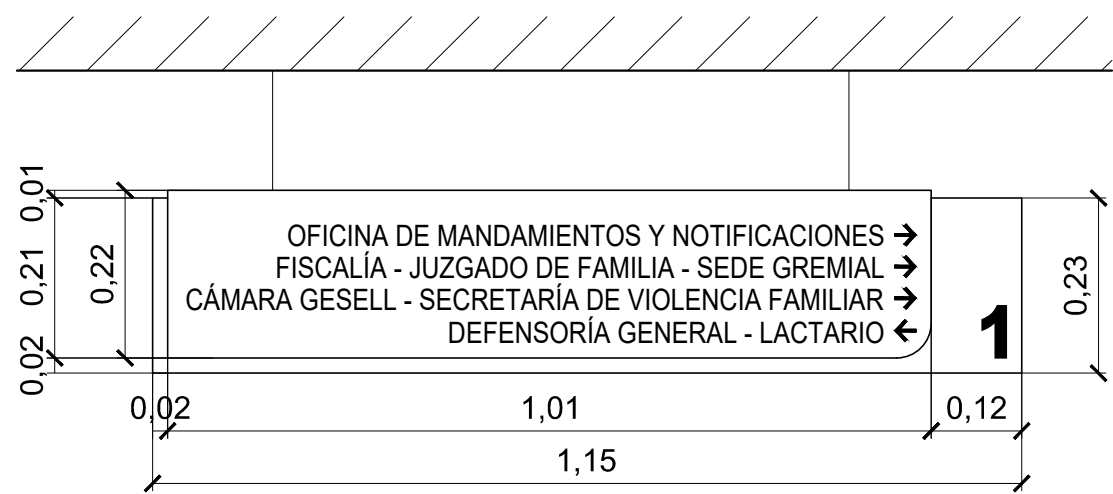 0,01
0,21
0,22
0,02
OFICINA DE MANDAMIENTOS Y NOTIFICACIONES →
FISCALÍA - JUZGADO DE FAMILIA - SEDE GREMIAL →
CÁMARA GESELL - SECRETARÍA DE VIOLENCIA FAMILIAR →
DEFENSORÍA GENERAL - LACTARIO ←
1
0,23
0,02
1,01
0,12
1,15